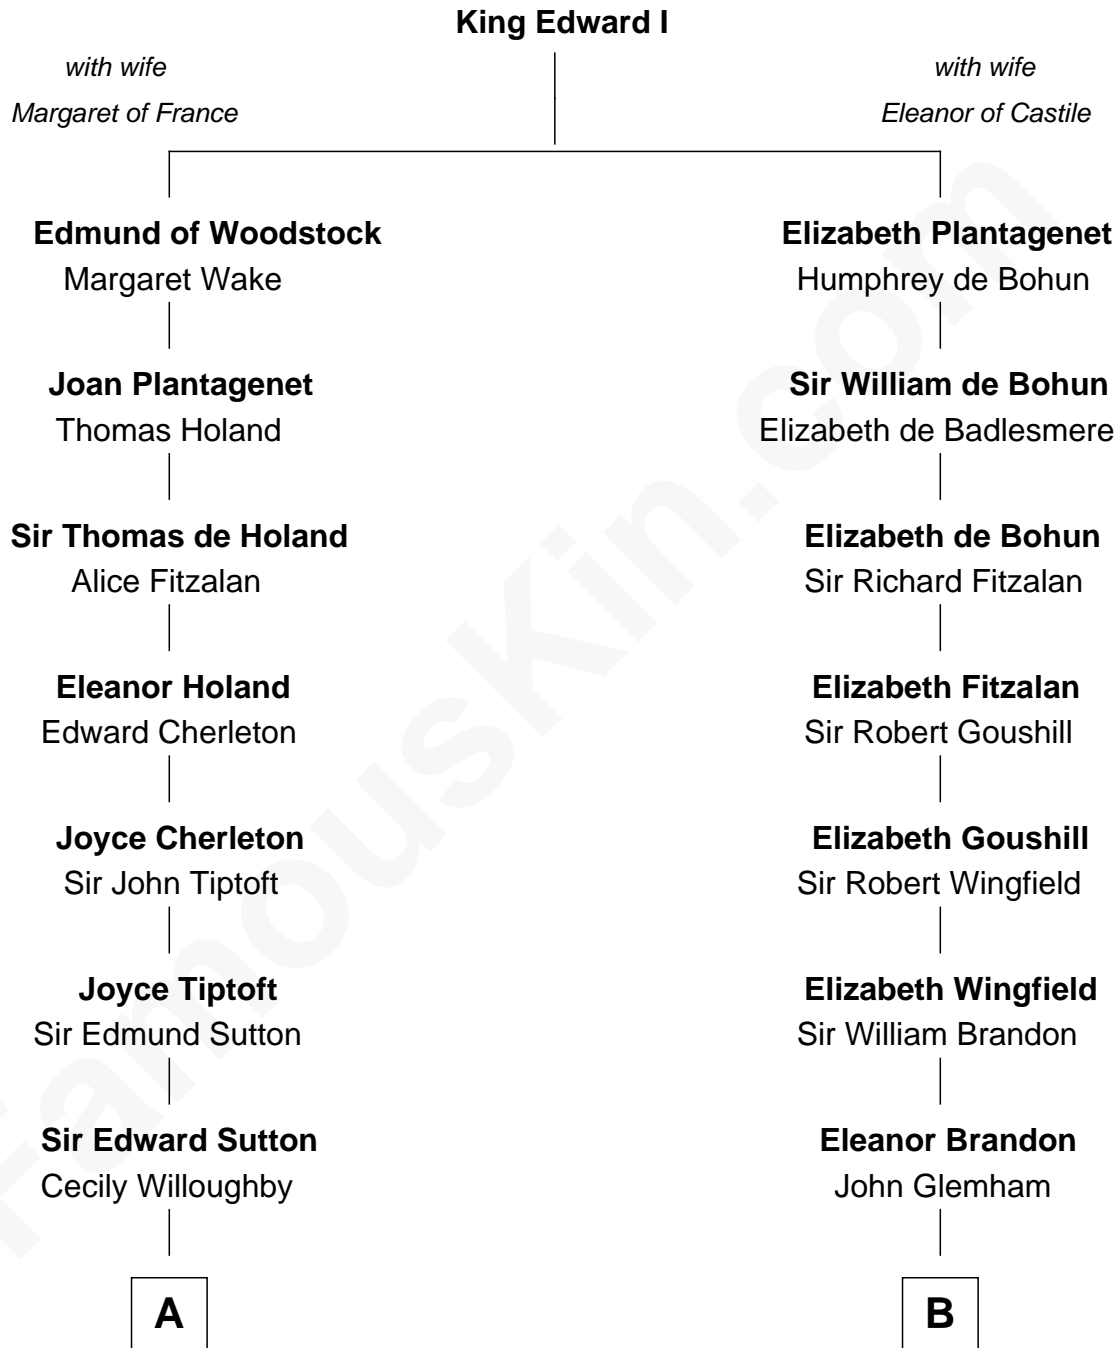 King Edward I
with wife
Margaret of France
with wife
Eleanor of Castile
Edmund of Woodstock
Margaret Wake
Elizabeth Plantagenet
Humphrey de Bohun
Joan Plantagenet
Thomas Holand
Sir William de Bohun
Elizabeth de Badlesmere
Sir Thomas de Holand
Alice Fitzalan
Elizabeth de Bohun
Sir Richard Fitzalan
Eleanor Holand
Edward Cherleton
Elizabeth Fitzalan
Sir Robert Goushill
Joyce Cherleton
Sir John Tiptoft
Elizabeth Goushill
Sir Robert Wingfield
Joyce Tiptoft
Sir Edmund Sutton
Elizabeth Wingfield
Sir William Brandon
Sir Edward Sutton
Cecily Willoughby
Eleanor Brandon
John Glemham
A
B
FamousKin.com